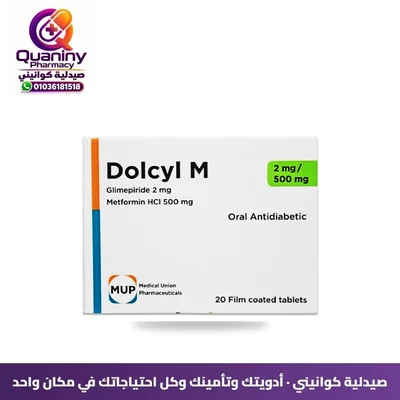 Quaniny
Pharmacy
صيدلية كوانيني
01036181518
Dolcyl M
Glimepiride 2 mg
Metformin HCl 500 mg
2 mg/
500 mg
Oral Antidiabetic
MUP
Medical Union
Pharmaceuticals
20 Film coated tablets
صيدلية كوانيني - أدويتك وتأمينك وكل احتياجاتك في مكان واحد